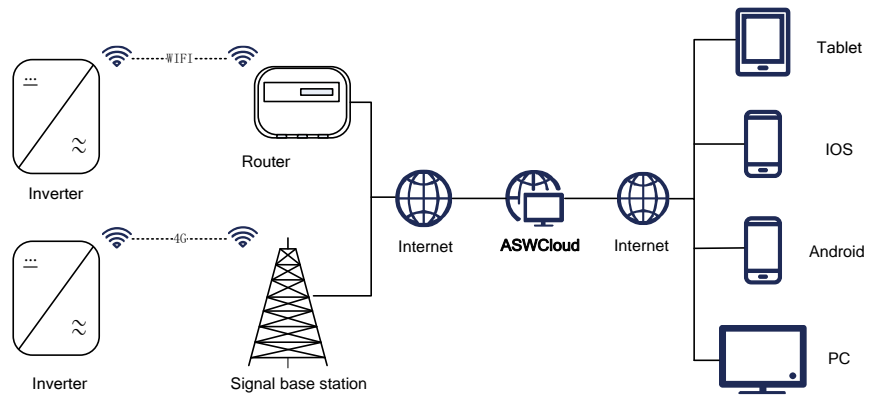 WIFI
Tablet
Router
IOS
Inverter
4G
Internet
ASWCloud
Internet
Android
PC
Inverter
Signal base station